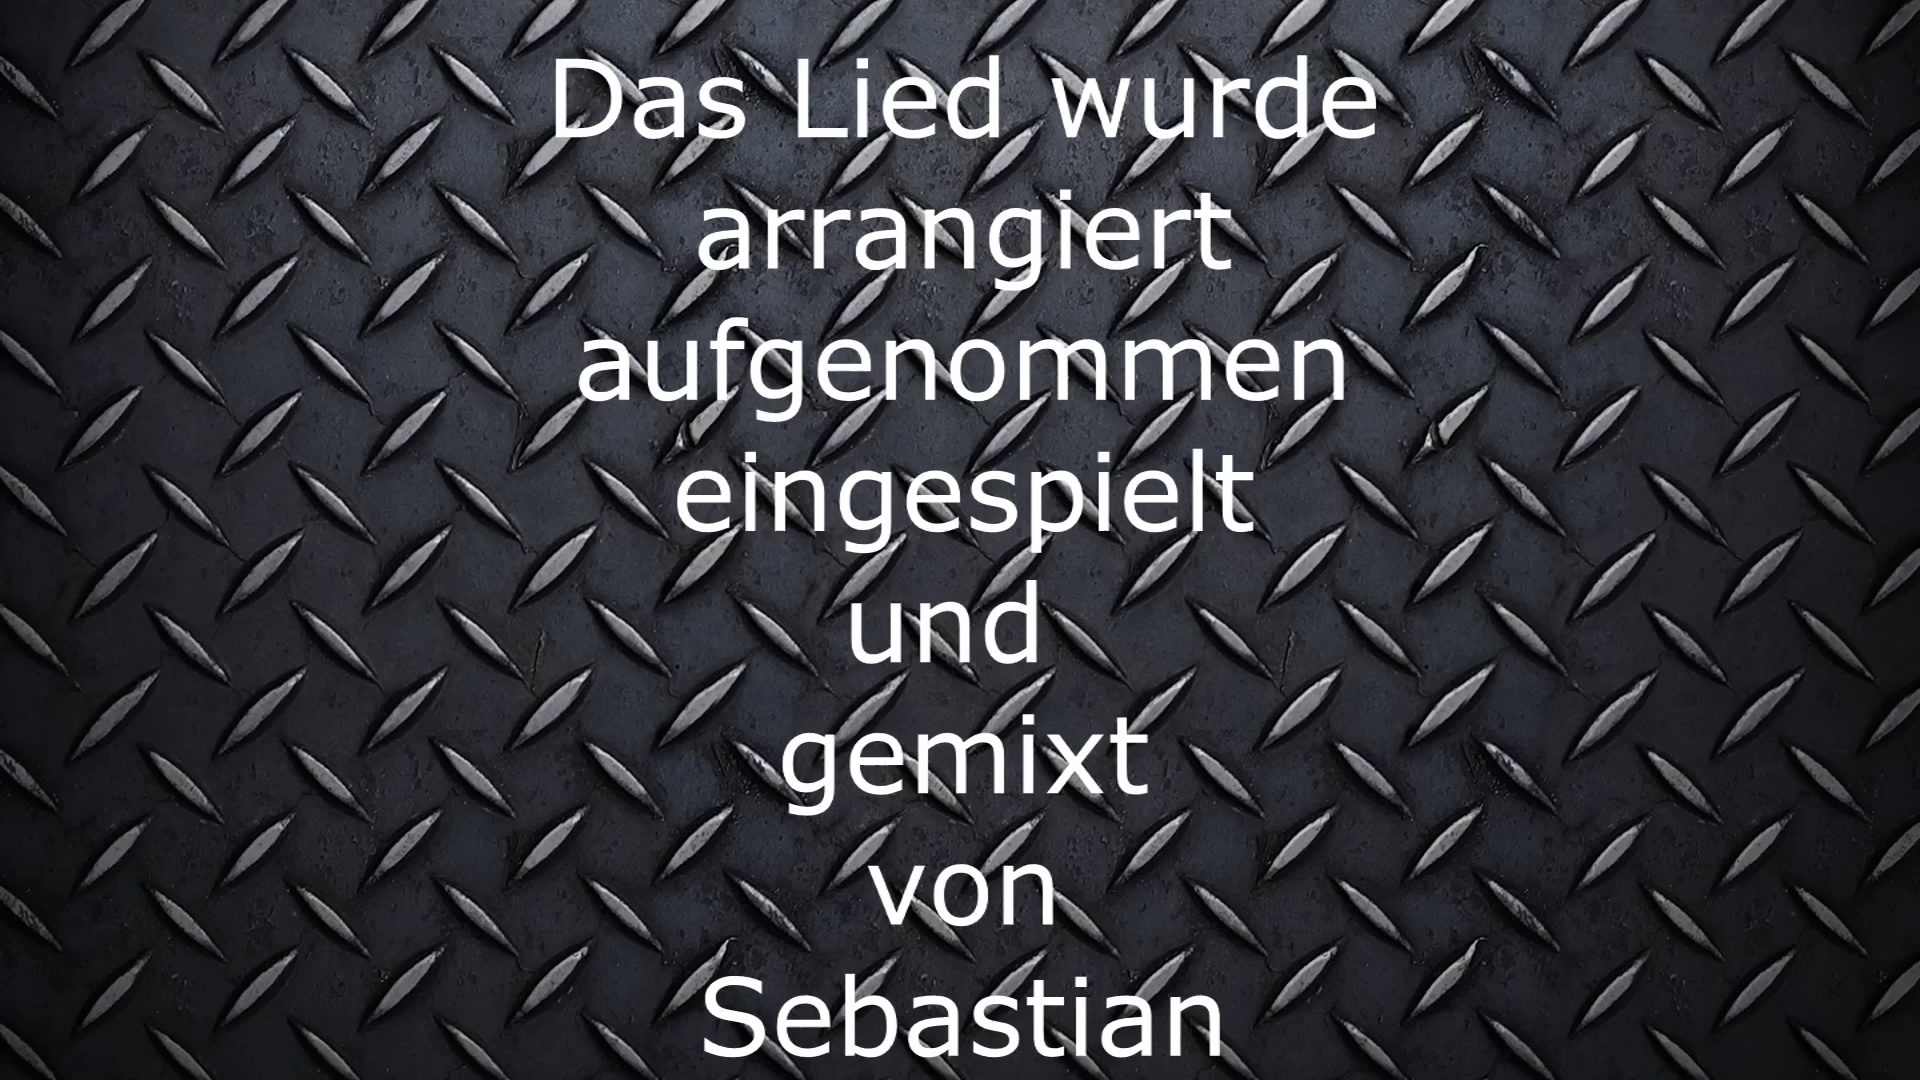 Das Lied wurde
arrangiert
aufgenommen
eingespielt
und
gemixt
von
Sebastian